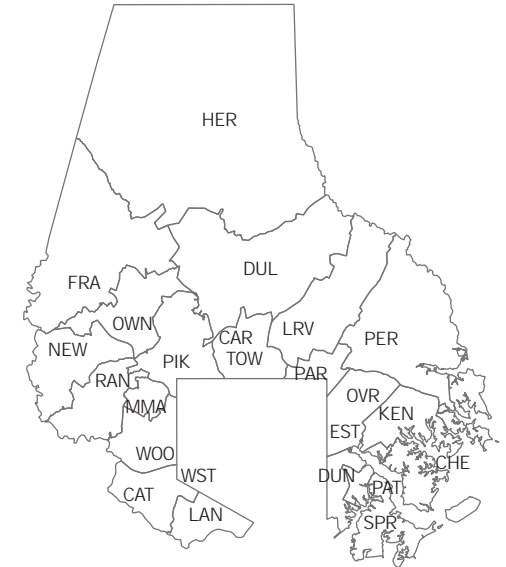 HER
DUL
FRA
OWN
NEW
CAR
TOW
LRV
PER
PIK
RAN
PAR
MMA
OVR
KEN
EST
WOO
CHE
WST
DUN
CAT
PAT
LAN
SPR